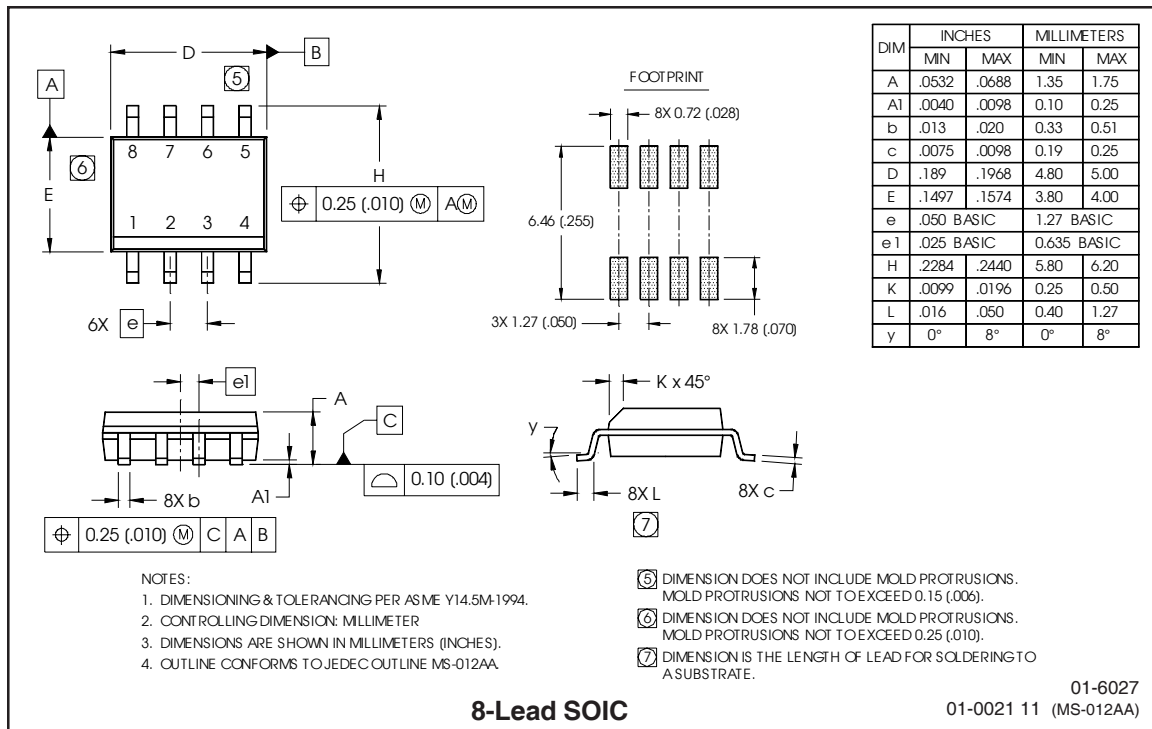 D
B
A
5
8 7 6 5
E
6
H
⌖ 0.25 (.010) Ⓜ AⓂ
1 2 3 4
6X e
FOOTPRINT
8X 0.72 (.028)
6.46 (.255)
3X 1.27 (.050)
8X 1.78 (.070)
DIM INCHES MILLIMETERS
MIN MAX MIN MAX
A .0532 .0688 1.35 1.75
A1 .0040 .0098 0.10 0.25
b .013 .020 0.33 0.51
c .0075 .0098 0.19 0.25
D .189 .1968 4.80 5.00
E .1497 .1574 3.80 4.00
e .050 BASIC 1.27 BASIC
e1 .025 BASIC 0.635 BASIC
H .2284 .2440 5.80 6.20
K .0099 .0196 0.25 0.50
L .016 .050 0.40 1.27
y 0° 8° 0° 8°
e1
A
C
⌓ 0.10 (.004)
8X b
A1
⌖ 0.25 (.010) Ⓜ C A B
K x 45°
y
8X L
7
8X c
NOTES:
1. DIMENSIONING & TOLERANCING PER ASME Y14.5M-1994.
2. CONTROLLING DIMENSION: MILLIMETER
3. DIMENSIONS ARE SHOWN IN MILLIMETERS (INCHES).
4. OUTLINE CONFORMS TO JEDEC OUTLINE MS-012AA.
5 DIMENSION DOES NOT INCLUDE MOLD PROTRUSIONS.
MOLD PROTRUSIONS NOT TO EXCEED 0.15 (.006).
6 DIMENSION DOES NOT INCLUDE MOLD PROTRUSIONS.
MOLD PROTRUSIONS NOT TO EXCEED 0.25 (.010).
7 DIMENSION IS THE LENGTH OF LEAD FOR SOLDERING TO
A SUBSTRATE.
8-Lead SOIC
01-6027
01-0021 11 (MS-012AA)